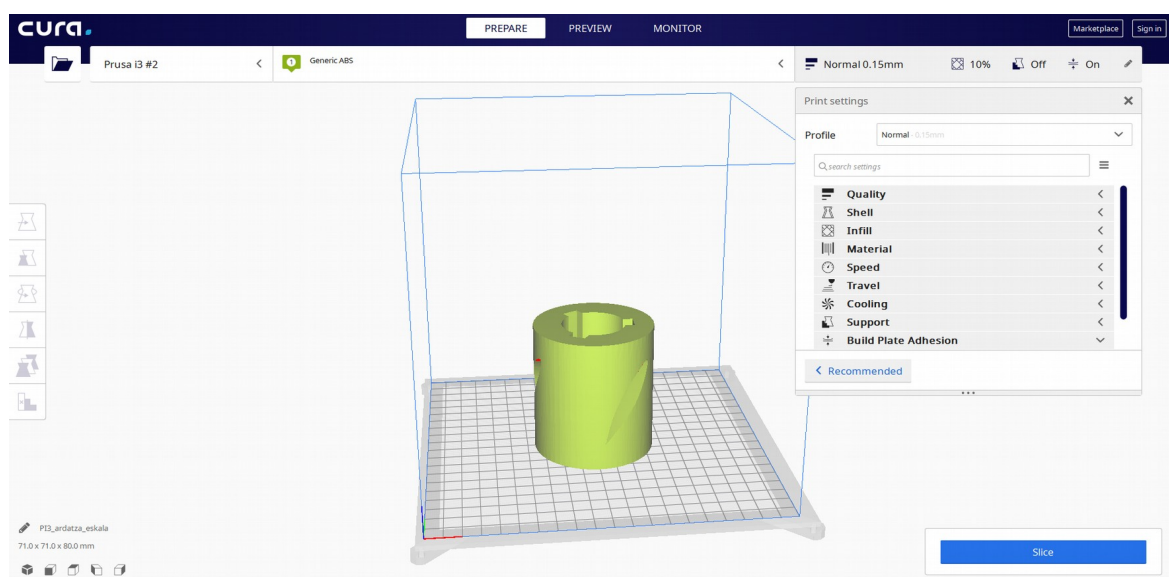 cura.
PREPARE PREVIEW MONITOR
Marketplace Sign in
Prusa i3 #2
1 Generic ABS
Normal 0.15mm 10% Off On
Print settings
Profile Normal - 0.15mm
search settings
Quality
Shell
Infill
Material
Speed
Travel
Cooling
Support
Build Plate Adhesion
Recommended
PI3_ardatza_eskala
71.0 x 71.0 x 80.0 mm
Slice